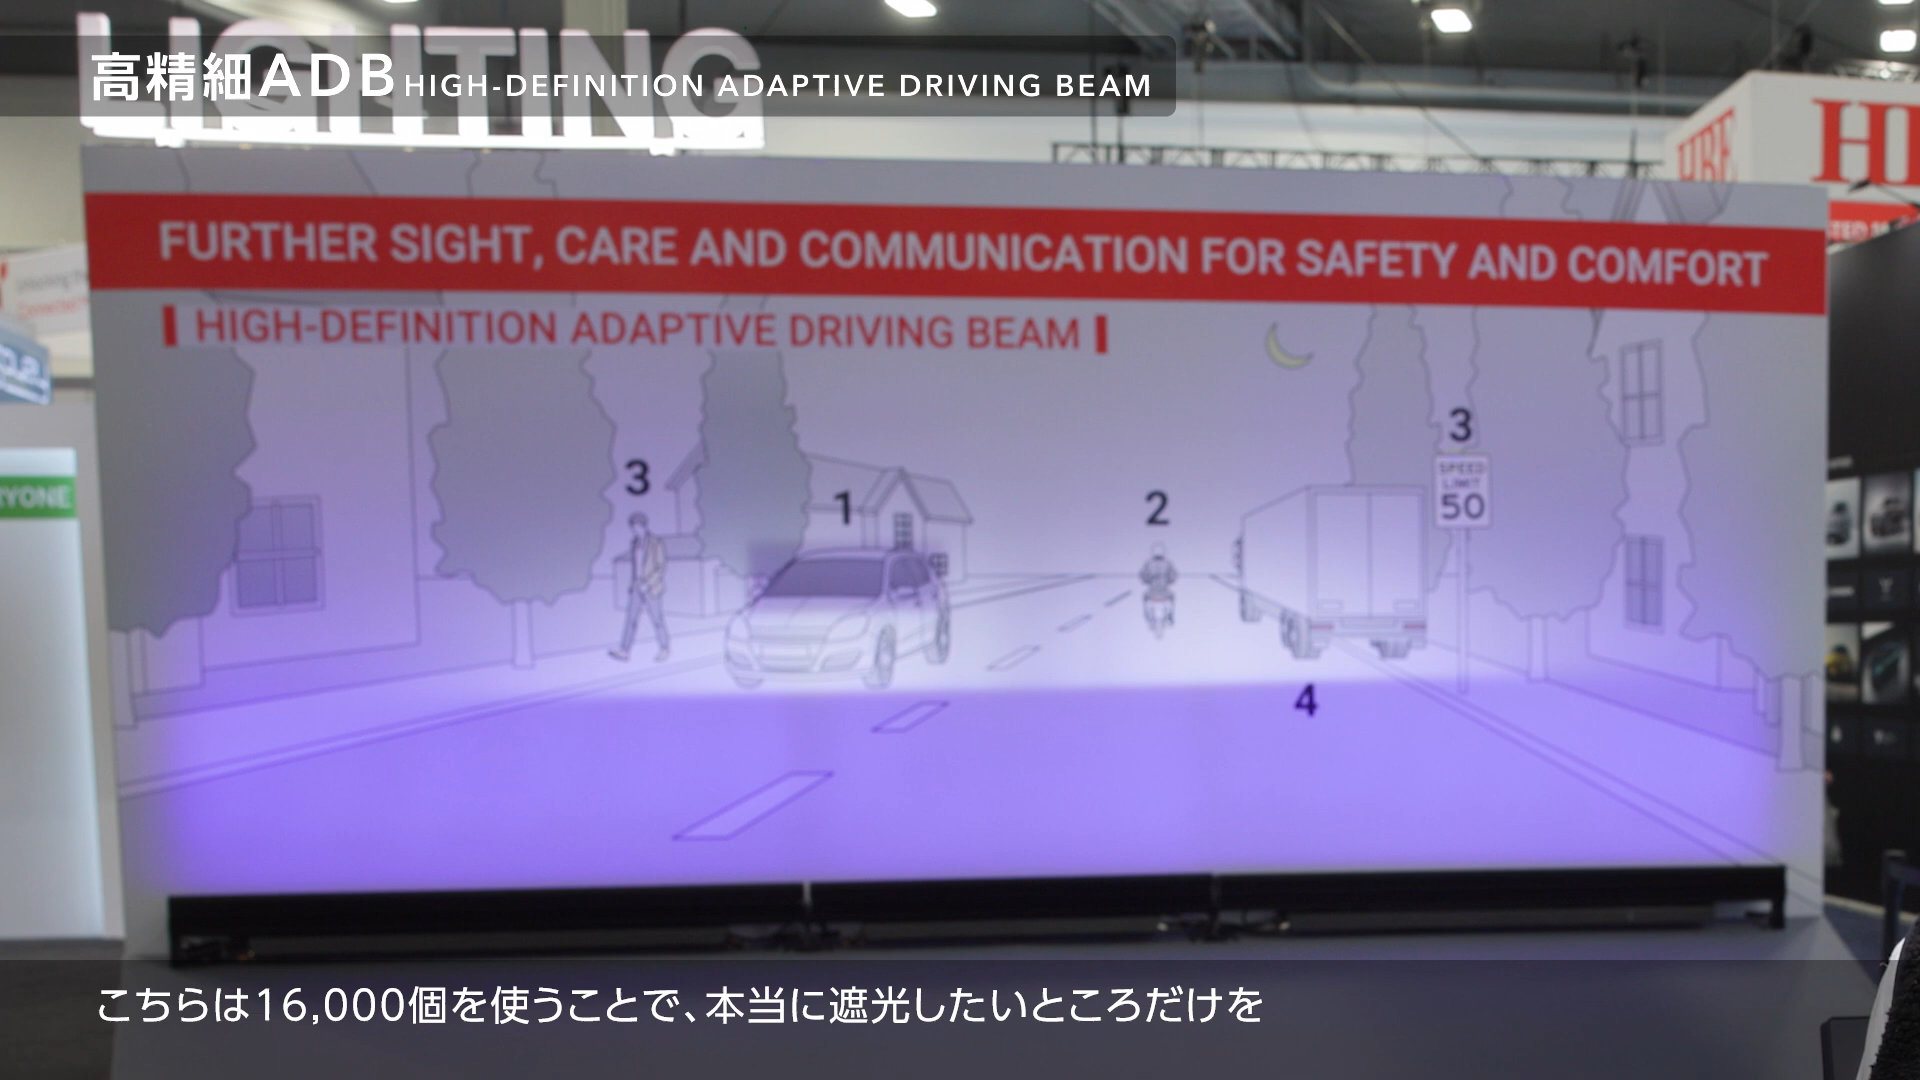 LIGHTING
高精細ADB HIGH-DEFINITION ADAPTIVE DRIVING BEAM
FURTHER SIGHT, CARE AND COMMUNICATION FOR SAFETY AND COMFORT
HIGH-DEFINITION ADAPTIVE DRIVING BEAM
3
SPEED
LIMIT
50
3
1
2
4
こちらは16,000個を使うことで、本当に遮光したいところだけを